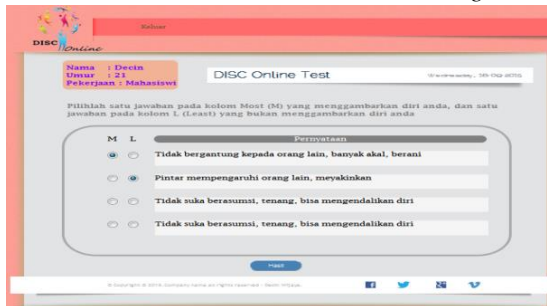 Keluar
DISC Online
Nama : Decin
Umur : 21
Pekerjaan : Mahasiswi
DISC Online Test
Wednesday,
Pilihlah satu jawaban pada kolom Most (M) yang menggambarkan diri anda, dan satu
jawaban pada kolom L (Least) yang bukan menggambarkan diri anda
M L Pernyataan
Tidak bergantung kepada orang lain, banyak akal, berani
Pintar mempengaruhi orang lain, meyakinkan
Tidak suka berasumsi, tenang, bisa mengendalikan diri
Tidak suka berasumsi, tenang, bisa mengendalikan diri
Hasil